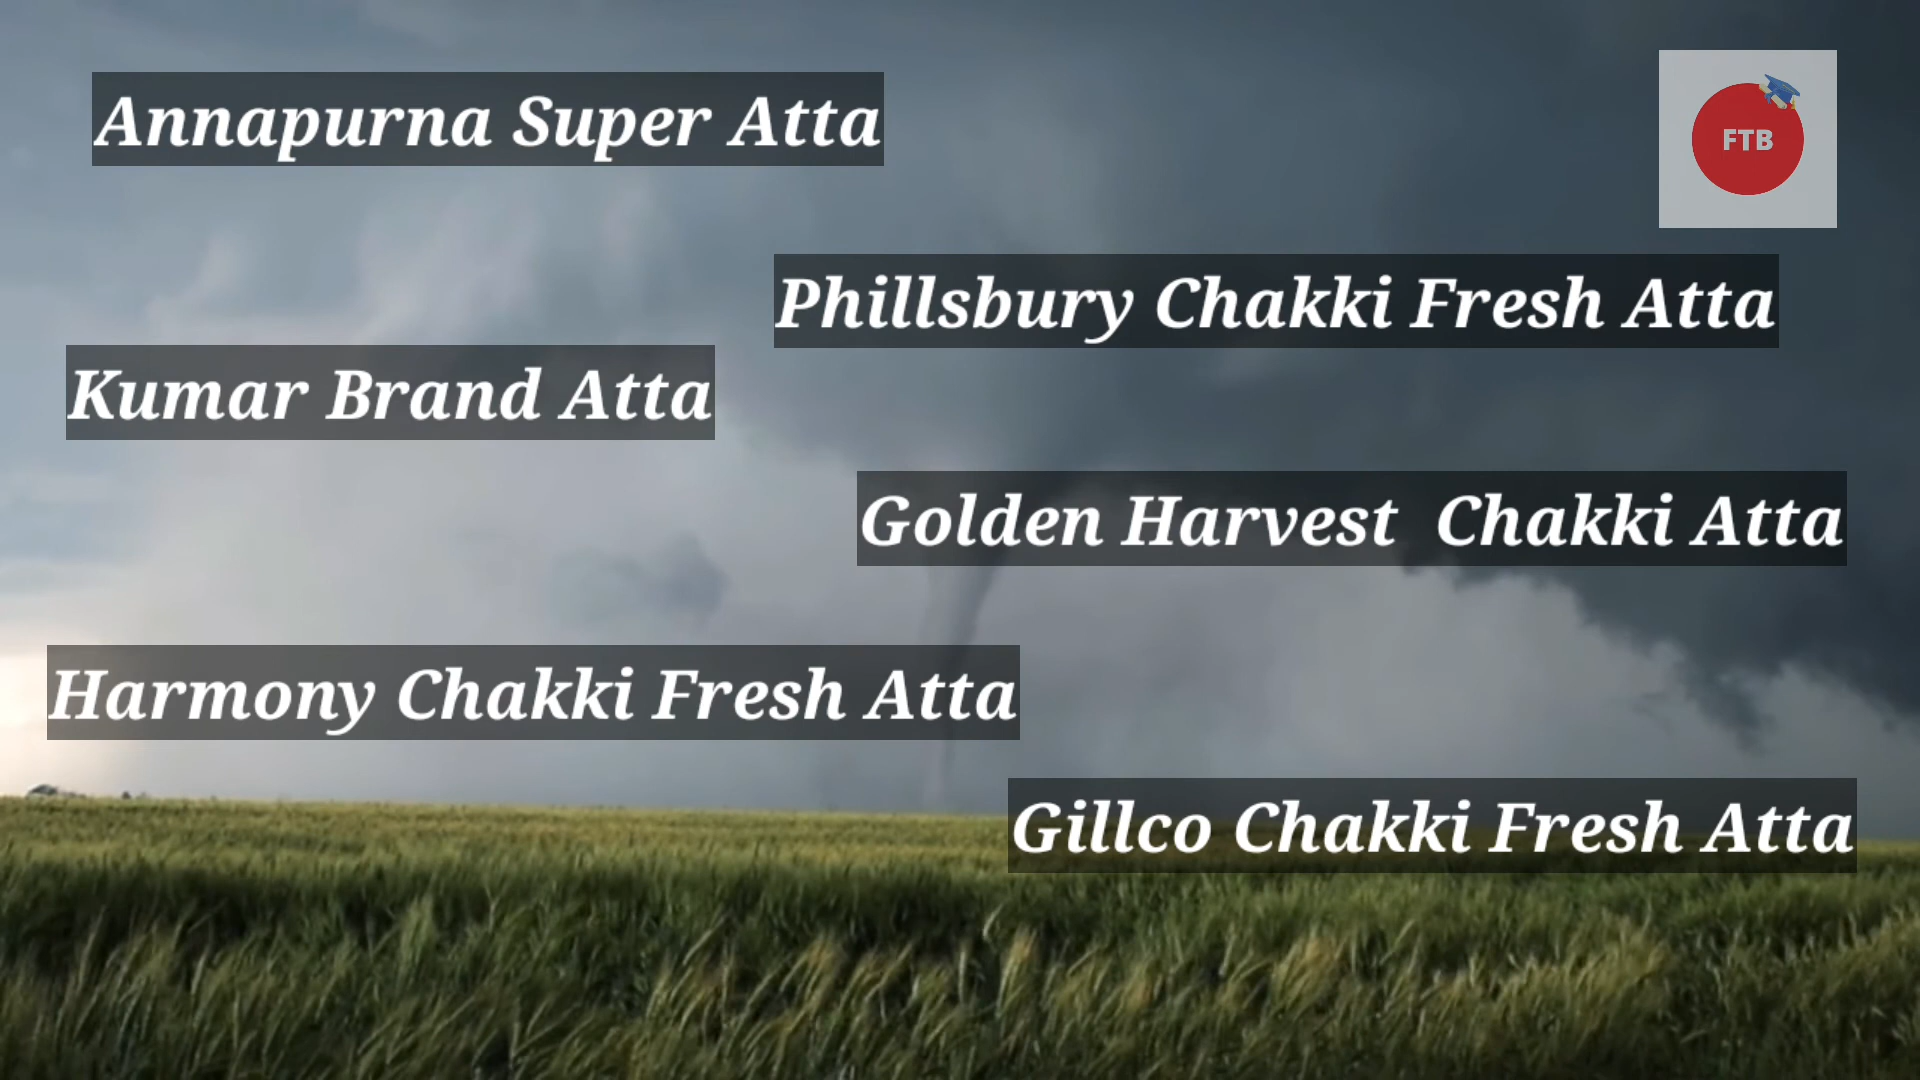 Annapurna Super Atta
FTB
Phillsbury Chakki Fresh Atta
Kumar Brand Atta
Golden Harvest Chakki Atta
Harmony Chakki Fresh Atta
Gillco Chakki Fresh Atta